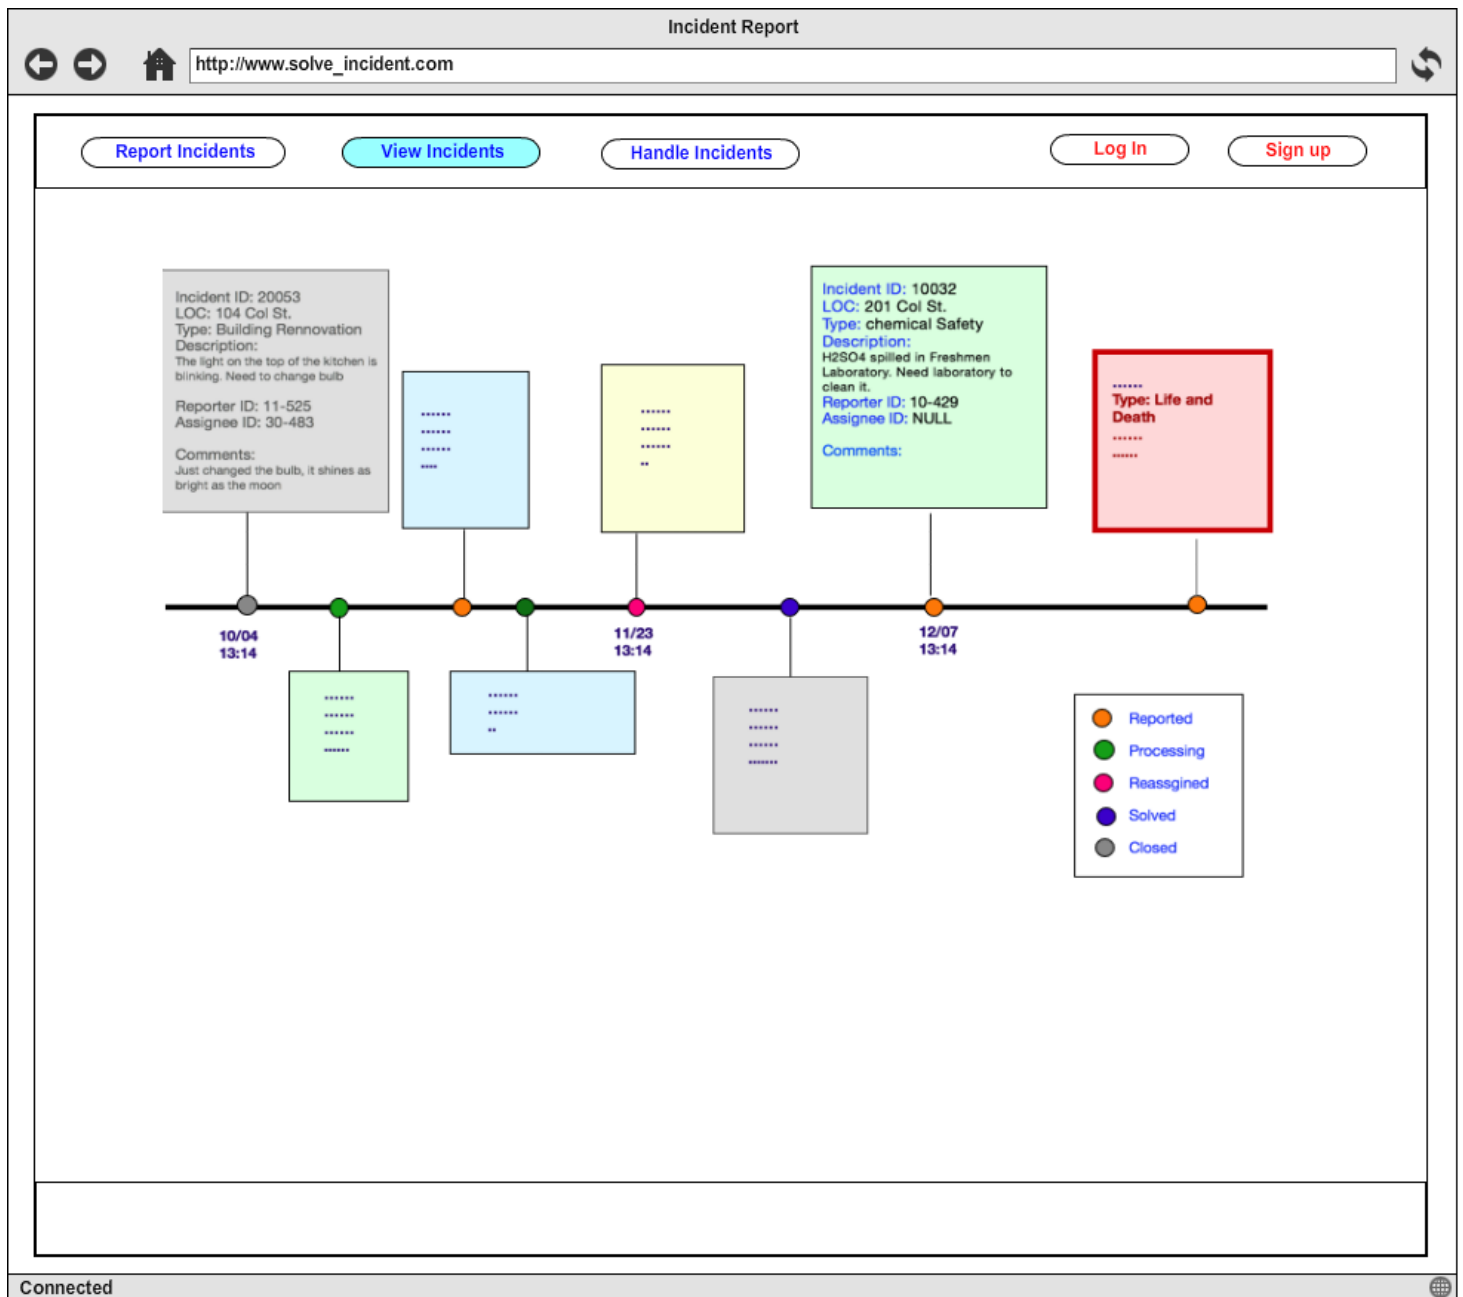 Incident Report
http://www.solve_incident.com
Report Incidents
View Incidents
Handle Incidents
Log In
Sign up
Incident ID: 20053
LOC: 104 Col St.
Type: Building Rennovation
Description:
The light on the top of the kitchen is
blinking. Need to change bulb
Reporter ID: 11-525
Assignee ID: 30-483
Comments:
Just changed the bulb, it shines as
bright as the moon
......
......
......
....
......
......
......
..
Incident ID: 10032
LOC: 201 Col St.
Type: chemical Safety
Description:
H2SO4 spilled in Freshmen
Laboratory. Need laboratory to
clean it.
Reporter ID: 10-429
Assignee ID: NULL
Comments:
......
Type: Life and
Death
......
......
10/04
13:14
11/23
13:14
12/07
13:14
......
......
......
......
......
......
..
......
......
......
.......
Reported
Processing
Reassgined
Solved
Closed
Connected